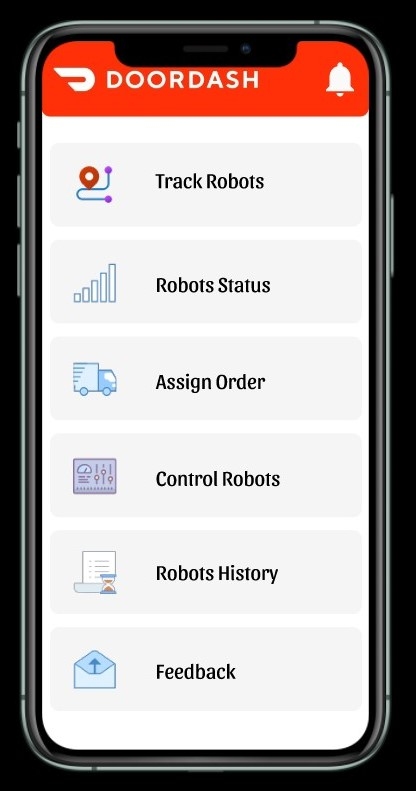 DOORDASH
Track Robots
Robots Status
Assign Order
Control Robots
Robots History
Feedback